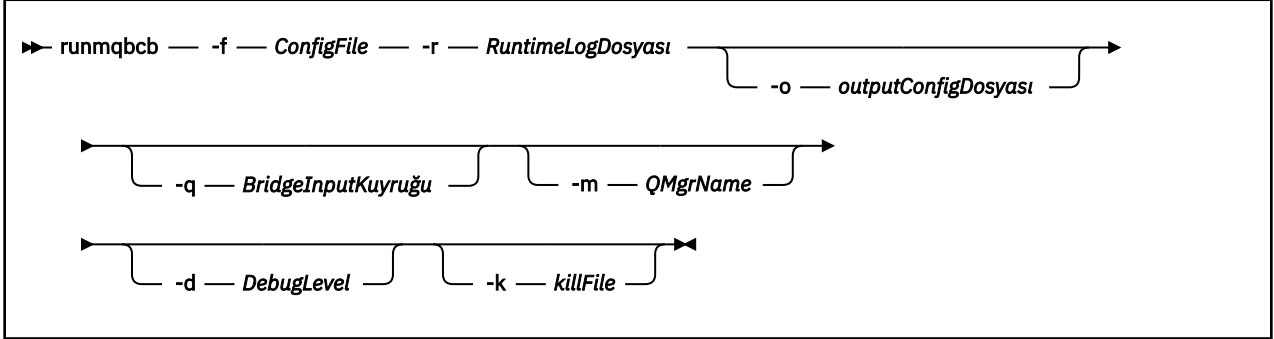 runmqbcb -f ConfigFile -r RuntimeLogDosyası
-o outputConfigDosyası
-q BridgeInputKuyruğu -m QMgrName
-d DebugLevel -k killFile